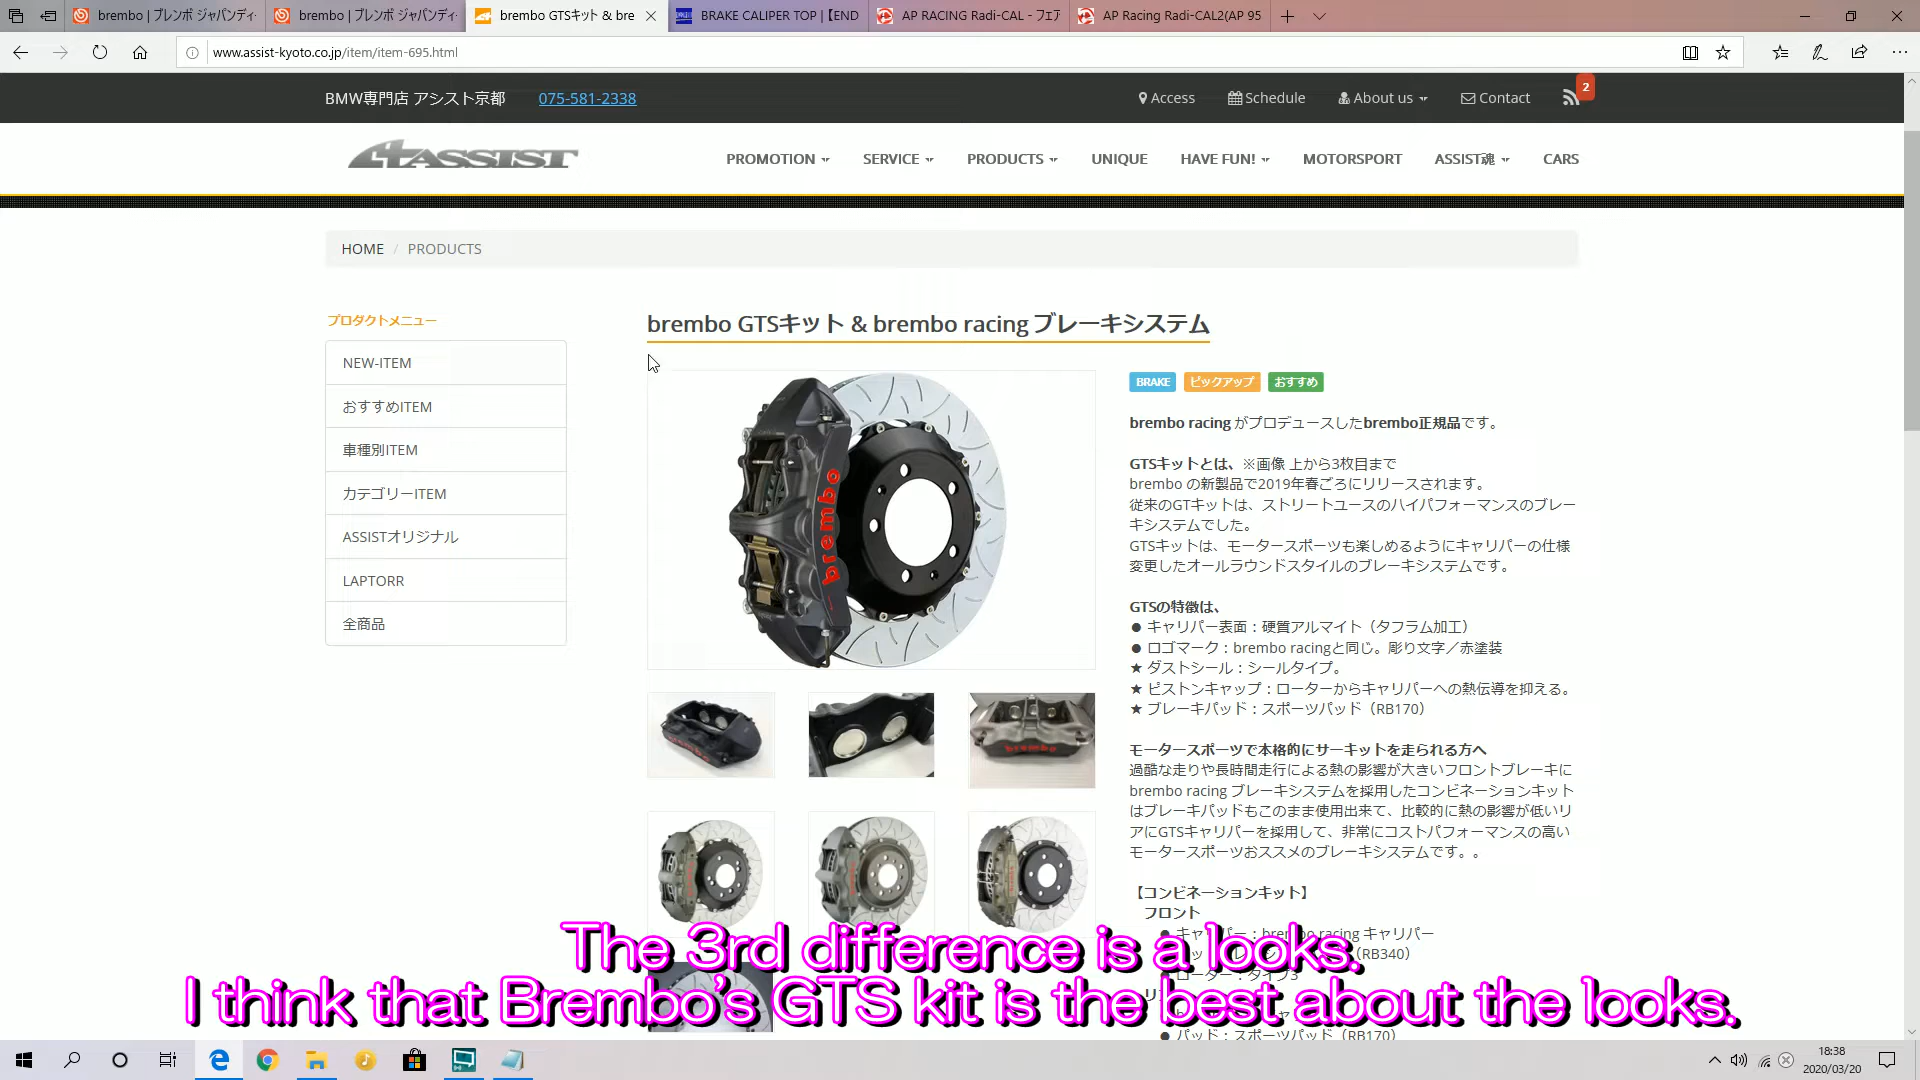 brembo | ブレンボ ジャパンディ
brembo | ブレンボ ジャパンディ
brembo GTSキット & bre
BRAKE CALIPER TOP | 【END
AP RACING Radi-CAL - フェア
AP Racing Radi-CAL2(AP 95
www.assist-kyoto.co.jp/item/item-695.html
BMW専門店 アシスト京都
075-581-2338
Access
Schedule
About us
Contact
2
ASSIST
PROMOTION
SERVICE
PRODUCTS
UNIQUE
HAVE FUN!
MOTORSPORT
ASSIST魂
CARS
HOME / PRODUCTS
プロダクトメニュー
NEW-ITEM
おすすめITEM
車種別ITEM
カテゴリーITEM
ASSISTオリジナル
LAPTORR
全商品
brembo GTSキット & brembo racing ブレーキシステム
brembo
brembo
BRAKE ピックアップ おすすめ
brembo racing がプロデュースしたbrembo正規品です。
GTSキットとは、※画像 上から3枚目まで
brembo の新製品で2019年春ごろにリリースされます。
従来のGTキットは、ストリートユースのハイパフォーマンスのブレー
キシステムでした。
GTSキットは、モータースポーツも楽しめるようにキャリパーの仕様
変更したオールラウンドスタイルのブレーキシステムです。
GTSの特徴は、
● キャリパー表面：硬質アルマイト（タフラム加工）
● ロゴマーク：brembo racingと同じ。彫り文字／赤塗装
★ ダストシール：シールタイプ。
★ ピストンキャップ：ローターからキャリパーへの熱伝導を抑える。
★ ブレーキパッド：スポーツパッド（RB170）
モータースポーツで本格的にサーキットを走られる方へ
過酷な走りや長時間走行による熱の影響が大きいフロントブレーキに
brembo racing ブレーキシステムを採用したコンビネーションキット
はブレーキパッドもこのまま使用出来て、比較的に熱の影響が低いリ
アにGTSキャリパーを採用して、非常にコストパフォーマンスの高い
モータースポーツおススメのブレーキシステムです。。
【コンビネーションキット】
フロント
● キャリパー：brembo racing キャリパー
（RB340）
● ローター：タイプ3
● パッド：スポーツパッド（RB170）
The 3rd difference is a looks.
I think that Brembo's GTS kit is the best about the looks.
18:38
2020/03/20